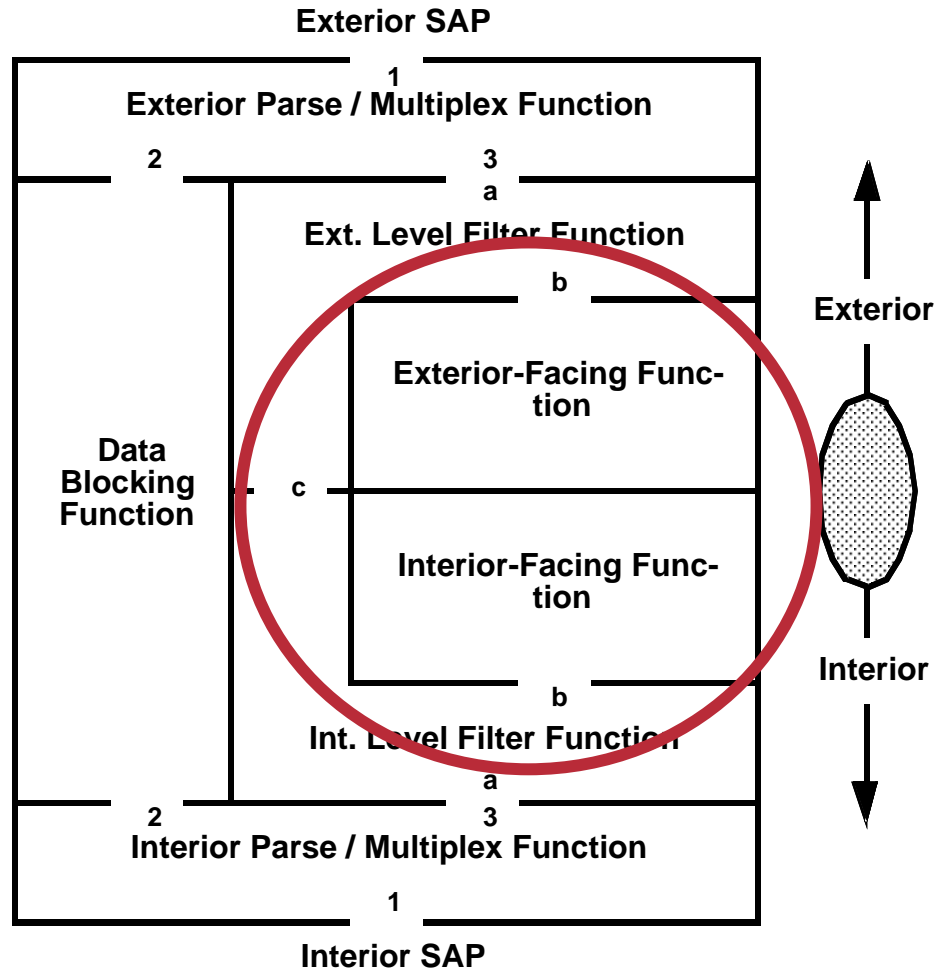 Exterior SAP
1
Exterior Parse / Multiplex Function
2
3
a
Ext. Level Filter Function
b
Exterior
Exterior-Facing Func-
tion
Data
Blocking
Function
c
Interior-Facing Func-
tion
Interior
b
Int. Level Filter Function
a
2
3
Interior Parse / Multiplex Function
1
Interior SAP